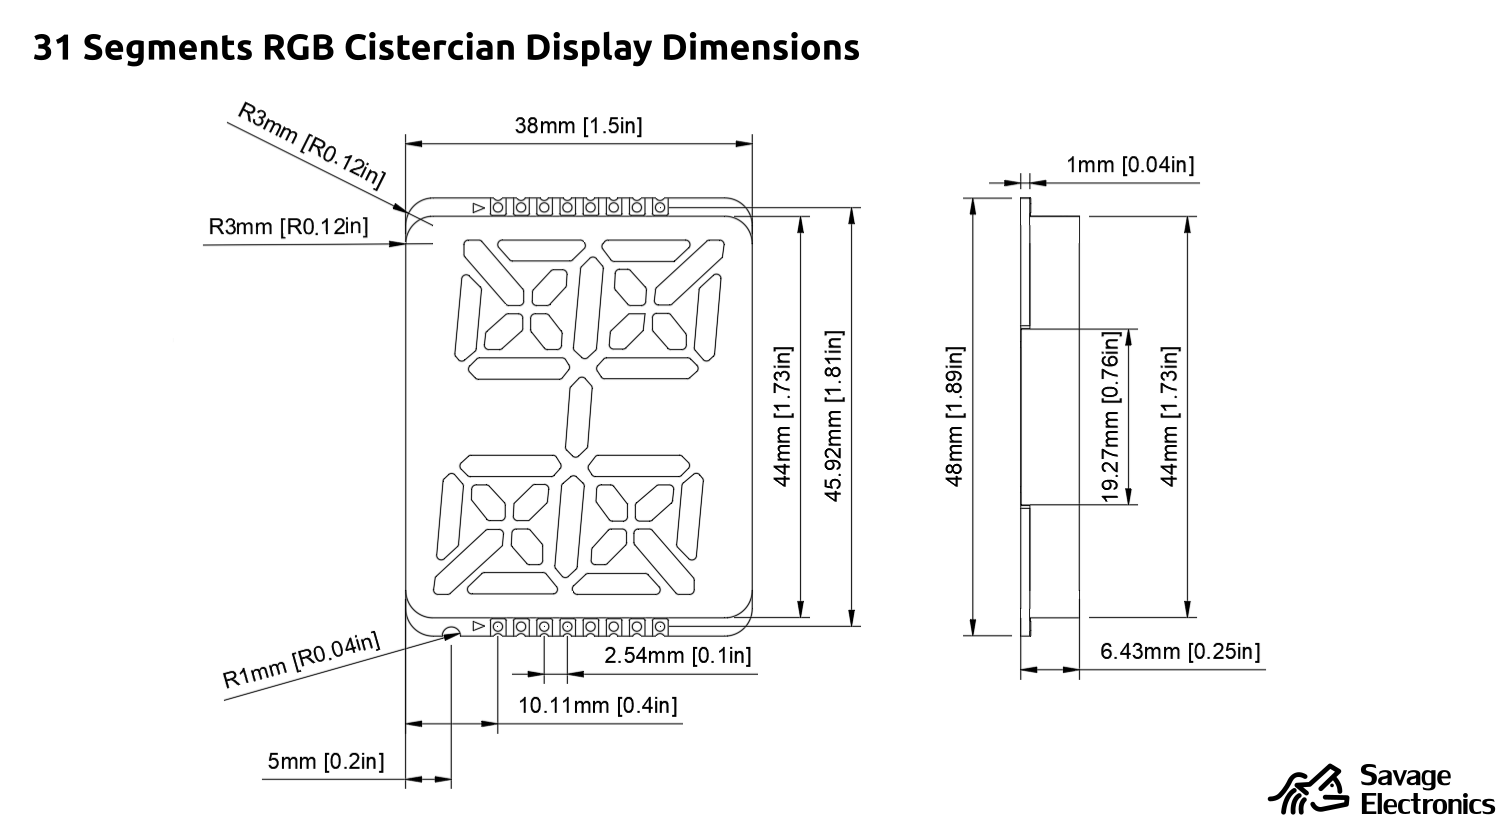 31 Segments RGB Cistercian Display Dimensions
R3mm [R0.12in]
38mm [1.5in]
1mm [0.04in]
R3mm [R0.12in]
44mm [1.73in]
45.92mm [1.81in]
48mm [1.89in]
19.27mm [0.76in]
44mm [1.73in]
R1mm [R0.04in]
2.54mm [0.1in]
6.43mm [0.25in]
10.11mm [0.4in]
5mm [0.2in]
Savage
Electronics